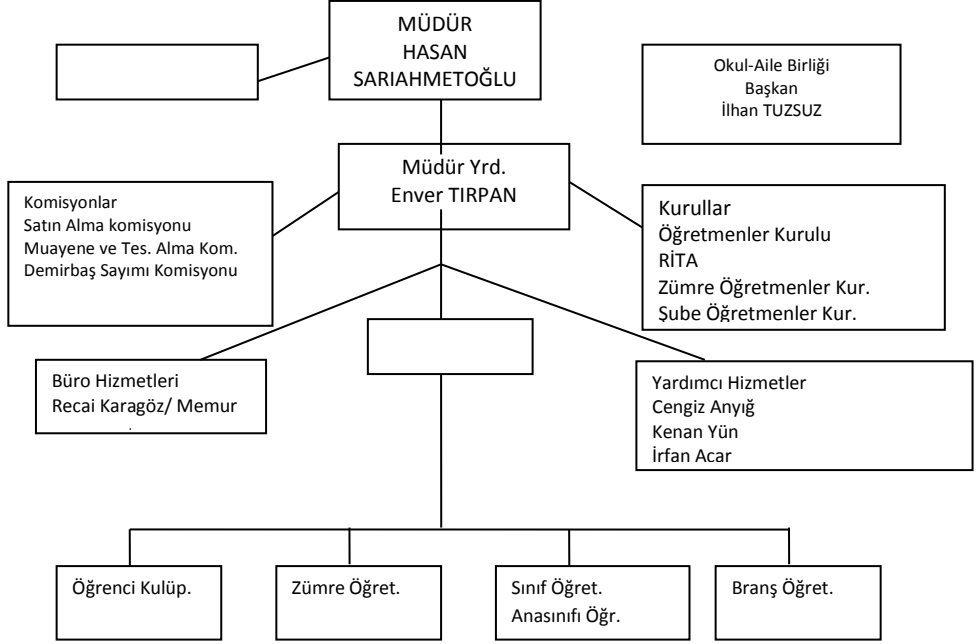 MÜDÜR
HASAN
SARIAHMETOĞLU
Okul-Aile Birliği
Başkan
İlhan TUZSUZ
Müdür Yrd.
Enver TIRPAN
Komisyonlar
Satın Alma komisyonu
Muayene ve Tes. Alma Kom.
Demirbaş Sayımı Komisyonu
Kurullar
Öğretmenler Kurulu
RİTA
Zümre Öğretmenler Kur.
Şube Öğretmenler Kur.
Büro Hizmetleri
Recai Karagöz/ Memur
Yardımcı Hizmetler
Cengiz Anyığ
Kenan Yün
İrfan Acar
Öğrenci Kulüp.
Zümre Öğret.
Sınıf Öğret.
Anasınıfı Öğr.
Branş Öğret.